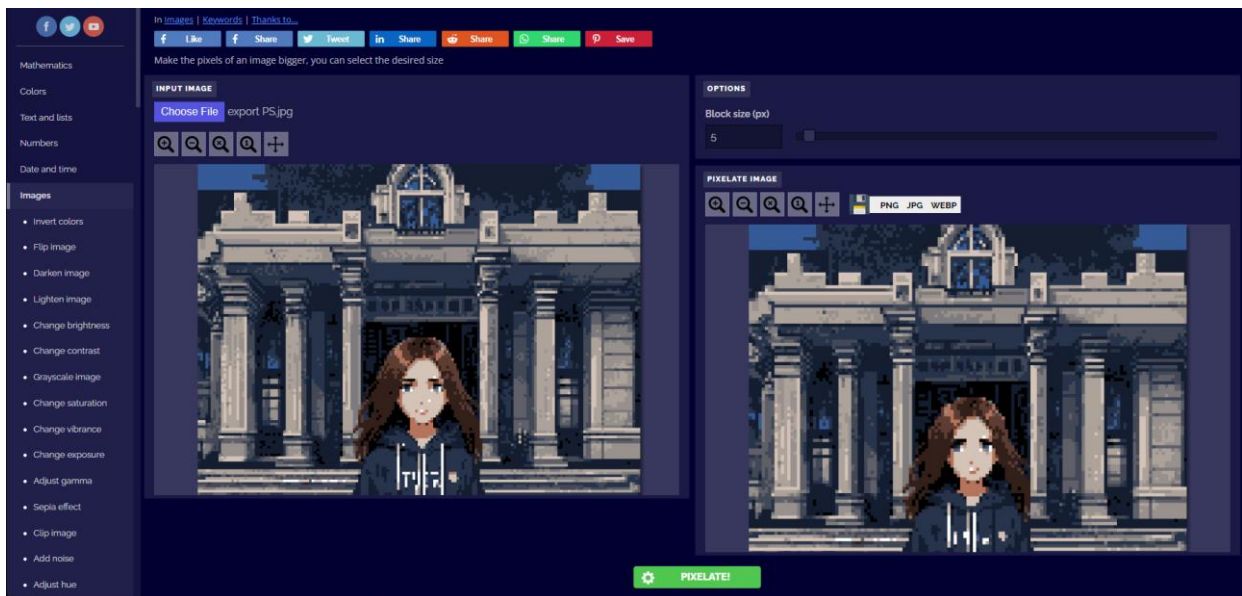 In Images | Keywords | Thanks to...
Like Share Tweet Share Share Share Save
Make the pixels of an image bigger, you can select the desired size
Mathematics
Colors
Text and lists
Numbers
Date and time
Images
Invert colors
Flip image
Darken image
Lighten image
Change brightness
Change contrast
Grayscale image
Change saturation
Change vibrance
Change exposure
Adjust gamma
Sepia effect
Clip image
Add noise
Adjust hue
INPUT IMAGE
Choose File export PS.jpg
OPTIONS
Block size (px)
5
PIXELATE IMAGE
PNG JPG WEBP
PIXELATE!